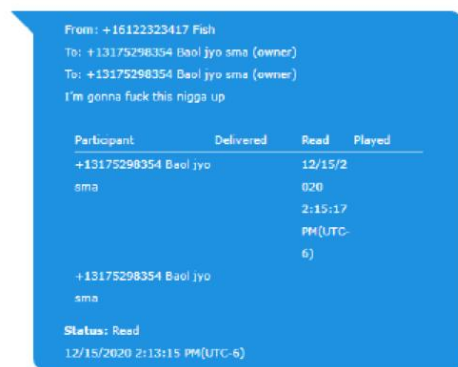 From: +16122323417 Fish
To: +13175298354 Baol jyo sma (owner)
To: +13175298354 Baol jyo sma (owner)
I'm gonna fuck this nigga up
Participant Delivered Read Played
+13175298354 Baol jyo 12/15/2
sma 020
2:15:17
PM(UTC-
6)
+13175298354 Baol jyo
sma
Status: Read
12/15/2020 2:13:15 PM(UTC-6)